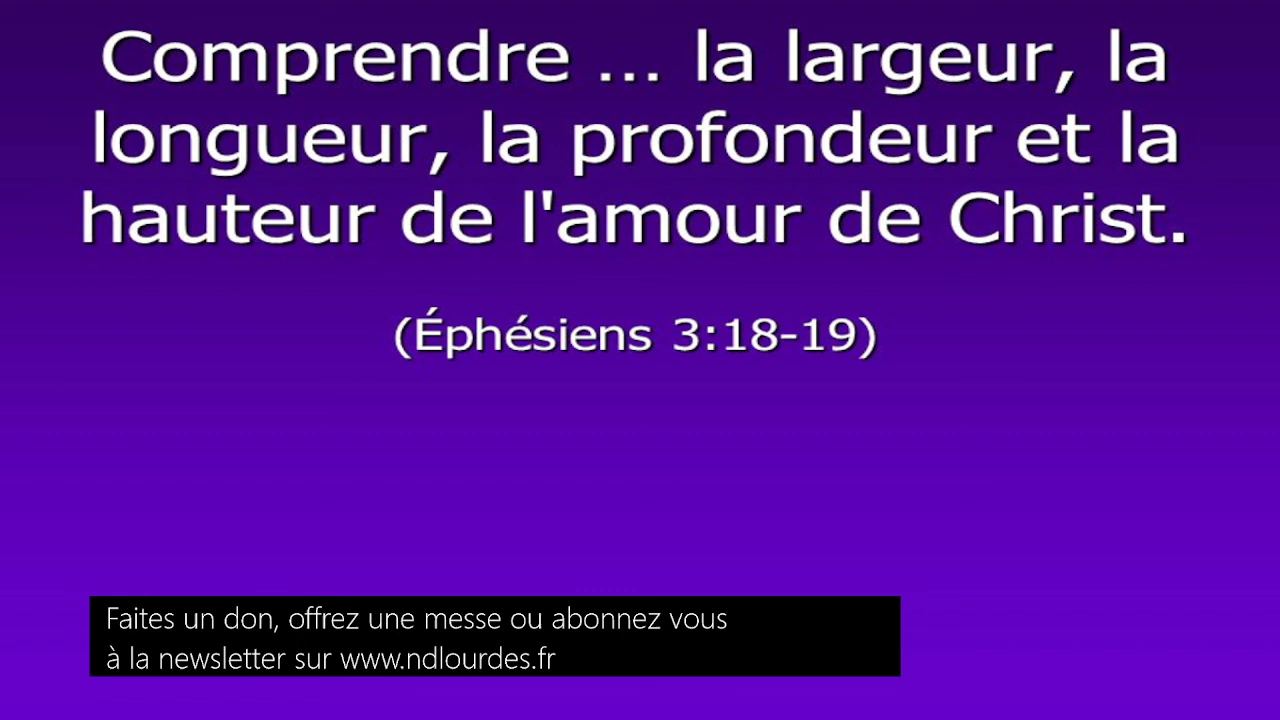 Comprendre ... la largeur, la
longueur, la profondeur et la
hauteur de l'amour de Christ.
(Éphésiens 3:18-19)
Faites un don, offrez une messe ou abonnez vous
à la newsletter sur www.ndlourdes.fr